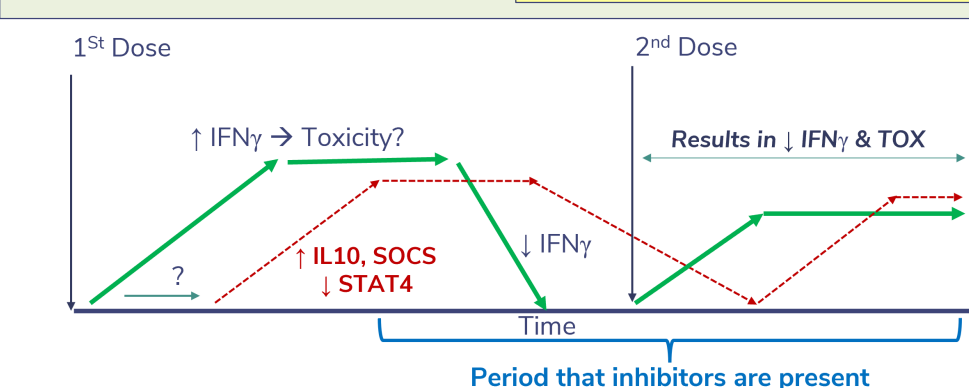 1St Dose
2nd Dose
↑ IFNγ → Toxicity?
Results in ↓ IFNγ & TOX
?
↑ IL10, SOCS
↓ STAT4
↓ IFNγ
Time
Period that inhibitors are present